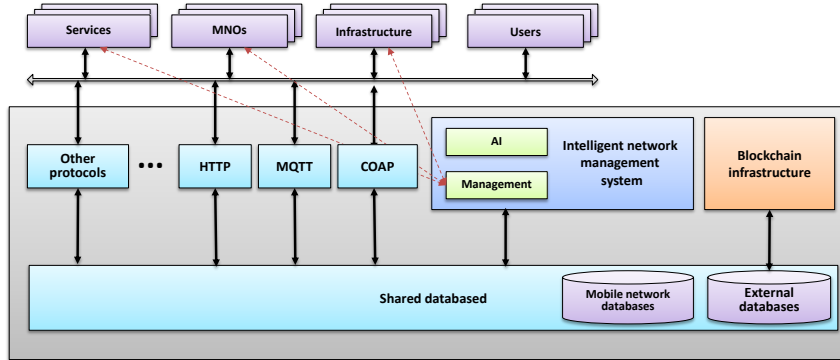 Services
MNOs
Infrastructure
Users
Other
protocols
...
HTTP
MQTT
COAP
AI
Management
Intelligent network
management
system
Blockchain
infrastructure
Shared databased
Mobile network
databases
External
databases